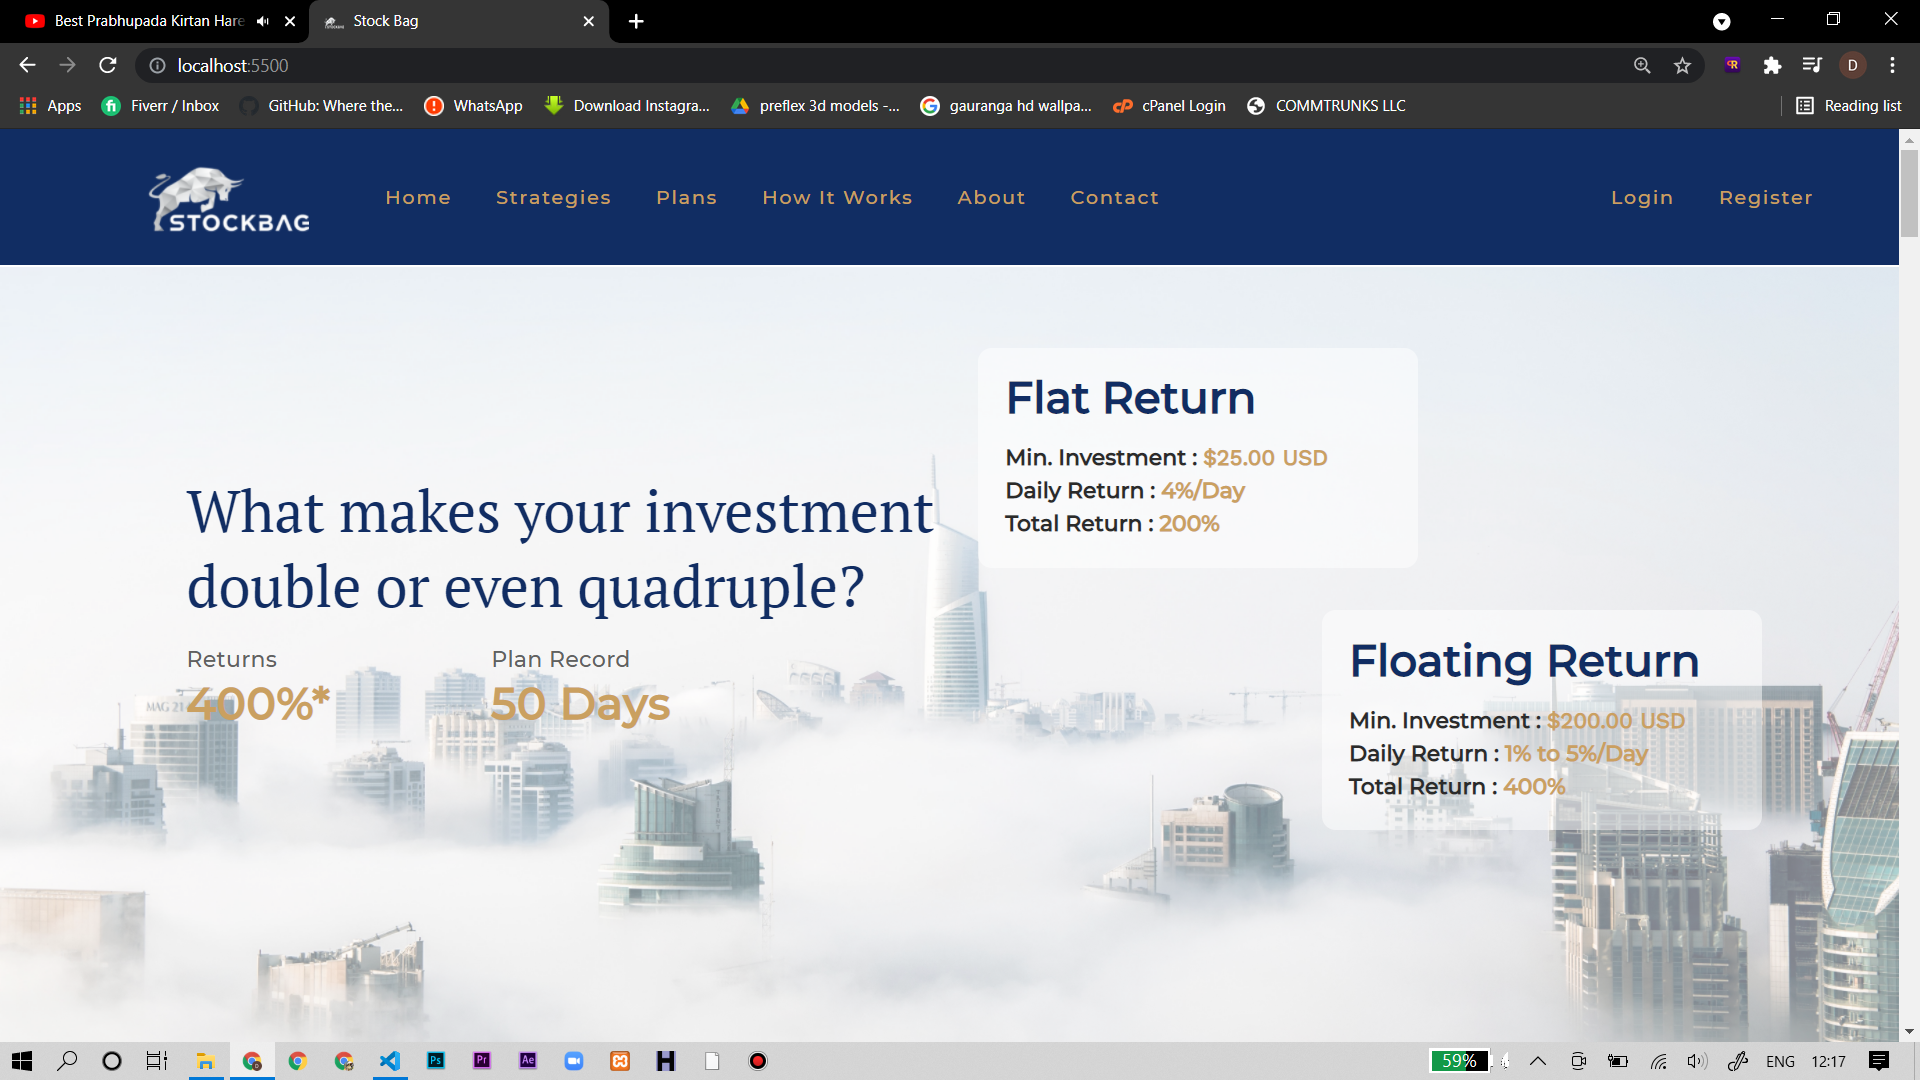 Best Prabhupada Kirtan Hare
Stock Bag
localhost:5500
Apps
Fiverr / Inbox
GitHub: Where the...
WhatsApp
Download Instagra...
preflex 3d models -...
gauranga hd wallpa...
cPanel Login
COMMTRUNKS LLC
Reading list
STOCKBAG
Home
Strategies
Plans
How It Works
About
Contact
Login
Register
Flat Return
Min. Investment : $25.00 USD
Daily Return : 4%/Day
Total Return : 200%
What makes your investment
double or even quadruple?
Returns
400%*
Plan Record
50 Days
Floating Return
Min. Investment : $200.00 USD
Daily Return : 1% to 5%/Day
Total Return : 400%
MAG 21
59%
ENG
12:17